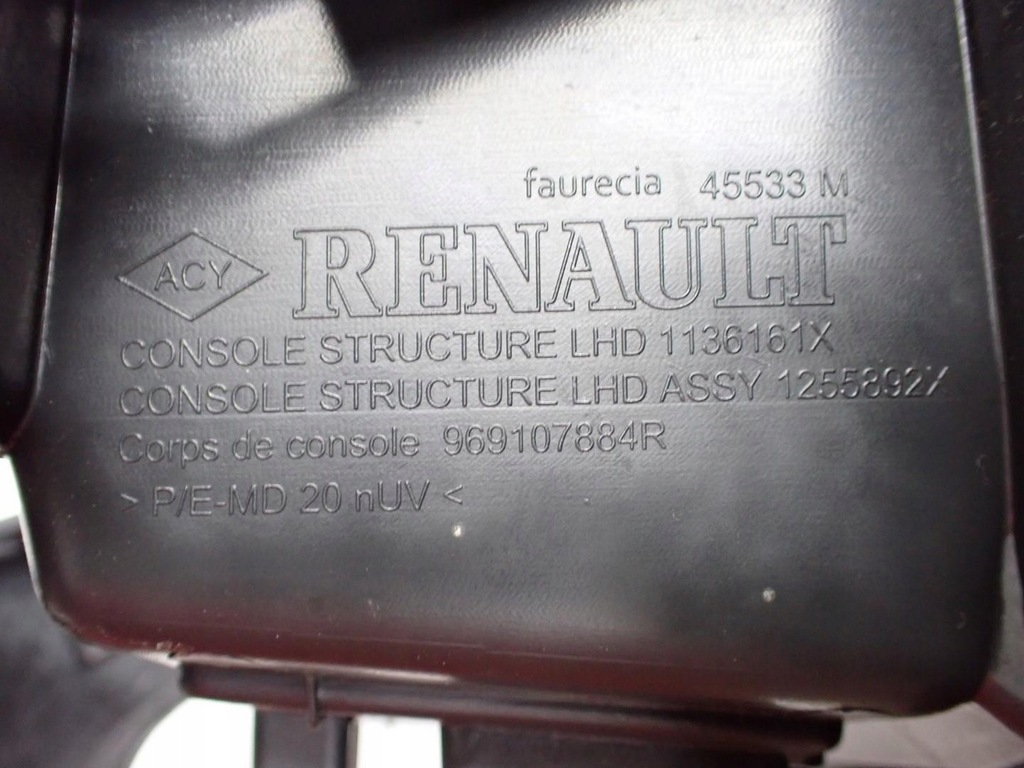 faurecia 45533 M
ACY RENAULT
CONSOLE STRUCTURE LHD 1136161X
CONSOLE STRUCTURE LHD ASSY 1255892X
Corps de console 969107884R
> P/E-MD 20 nUV <